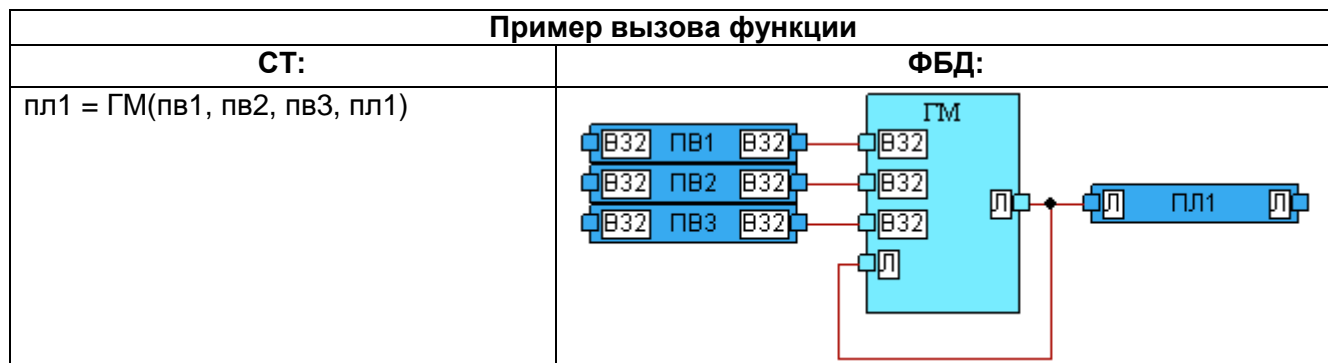 Пример вызова функции
СТ: ФБД:
пл1 = ГМ(пв1, пв2, пв3, пл1)
ГМ
В32 ПВ1 В32 В32
В32 ПВ2 В32 В32
Л Л ПЛ1 Л
В32 ПВ3 В32 В32
Л